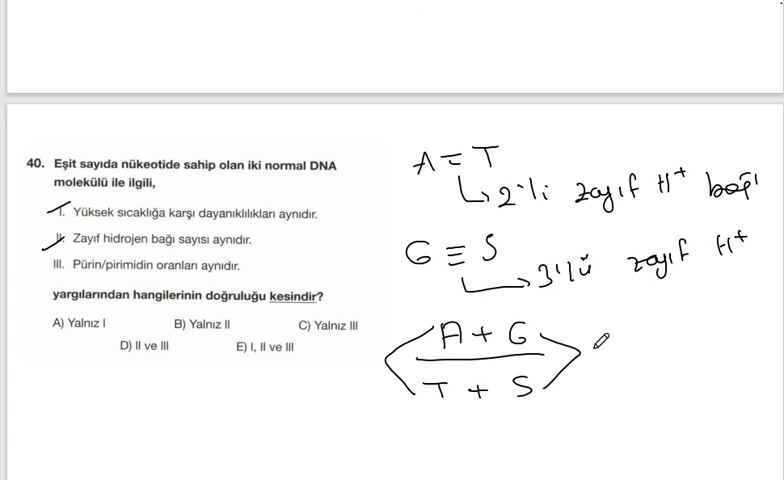 40. Eşit sayıda nükeotide sahip olan iki normal DNA
molekülü ile ilgili,
I. Yüksek sıcaklığa karşı dayanıklılıkları aynıdır.
II. Zayıf hidrojen bağı sayısı aynıdır.
III. Pürin/pirimidin oranları aynıdır.
yargılarından hangilerinin doğruluğu kesindir?
A) Yalnız I B) Yalnız II C) Yalnız III
D) II ve III E) I, II ve III
A = T
2'li zayıf H+ bağı
G ≡ S
3'lü zayıf H+
A + G
T + S